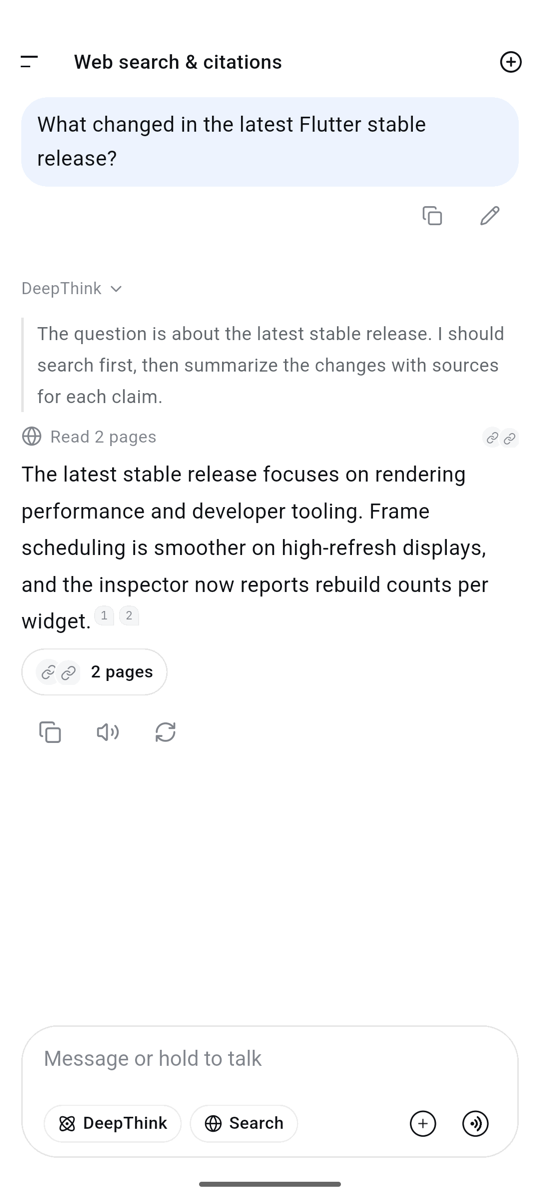 Web search & citations
What changed in the latest Flutter stable
release?
DeepThink
The question is about the latest stable release. I should
search first, then summarize the changes with sources
for each claim.
Read 2 pages
The latest stable release focuses on rendering
performance and developer tooling. Frame
scheduling is smoother on high-refresh displays,
and the inspector now reports rebuild counts per
widget. 1 2
2 pages
Message or hold to talk
DeepThink Search